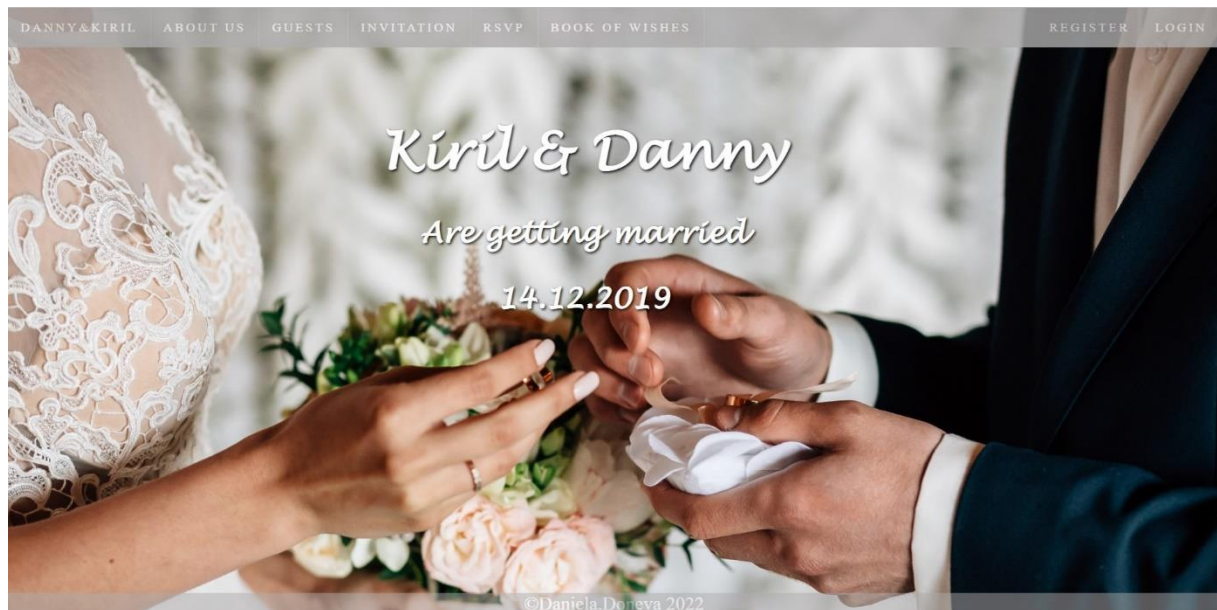 DANNY&KIRIL ABOUT US GUESTS INVITATION RSVP BOOK OF WISHES REGISTER LOGIN
Kiril & Danny
Are getting married
14.12.2019
©Daniela.Doneva 2022